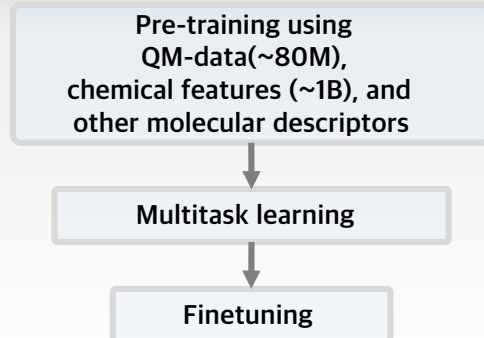 Pre-training using
QM-data(~80M),
chemical features (~1B), and
other molecular descriptors
Multitask learning
Finetuning